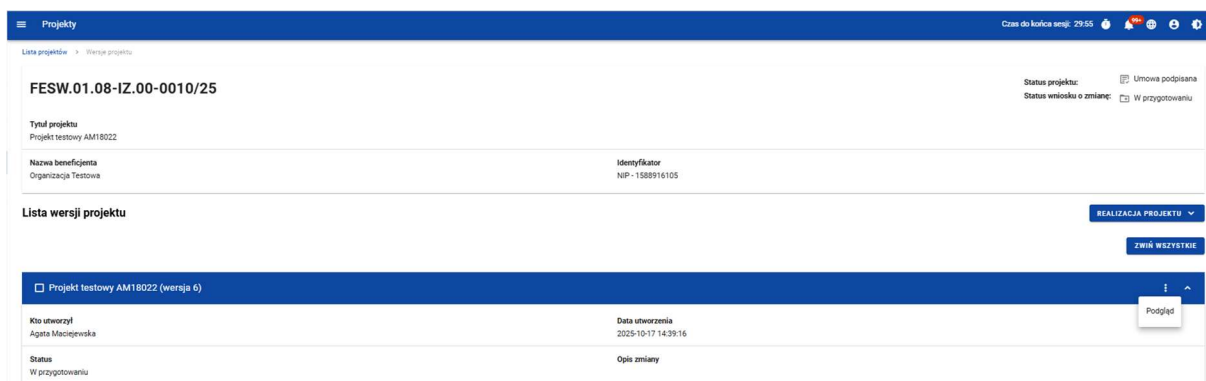 Projekty
Czas do końca sesji: 29:55
99+
Lista projektów > Wersje projektu
FESW.01.08-IZ.00-0010/25
Status projektu: Umowa podpisana
Status wniosku o zmianę: W przygotowaniu
Tytuł projektu
Projekt testowy AM18022
Nazwa beneficjenta
Organizacja Testowa
Identyfikator
NIP - 1588916105
Lista wersji projektu
REALIZACJA PROJEKTU
ZWIŃ WSZYSTKIE
Projekt testowy AM18022 (wersja 6)
Podgląd
Kto utworzył
Agata Maciejewska
Data utworzenia
2025-10-17 14:39:16
Status
W przygotowaniu
Opis zmiany